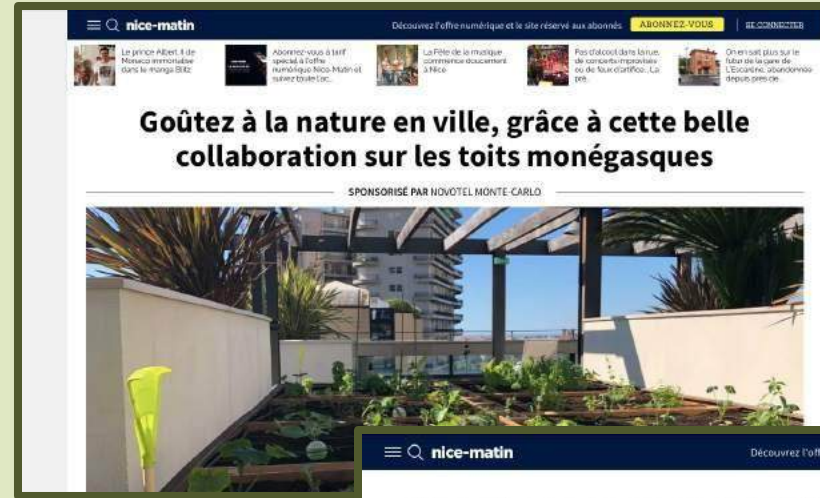 nice-matin
Découvrez l'offre numérique et le site réservé aux abonnés
ABONNEZ-VOUS
SE CONNECTER
Le prince Albert II de
Monaco immortalisé
dans le manga Blitz
Abonnez-vous à tarif
spécial à l'offre
numérique Nice-Matin et
suivez toute l'ac...
La Fête de la musique
commence doucement
à Nice
Pas d'alcool dans la rue,
de concerts improvisés
ou de feux d'artifice... La
pré...
On en sait plus sur le
futur de la gare de
L'Escarène, abandonnée
depuis près de...
Goûtez à la nature en ville, grâce à cette belle
collaboration sur les toits monégasques
SPONSORISÉ PAR NOVOTEL MONTE-CARLO
nice-matin
Découvrez l'off